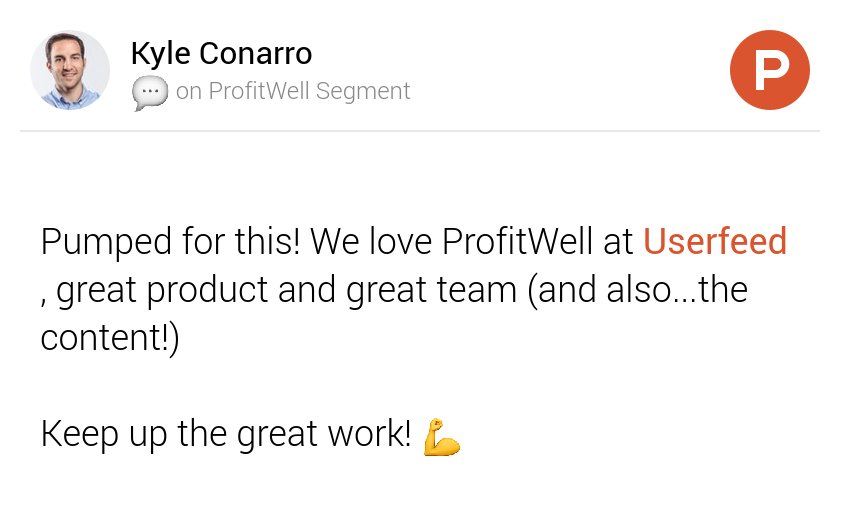 Kyle Conarro
💬 on ProfitWell Segment
P
Pumped for this! We love ProfitWell at Userfeed
, great product and great team (and also...the
content!)
Keep up the great work! 💪